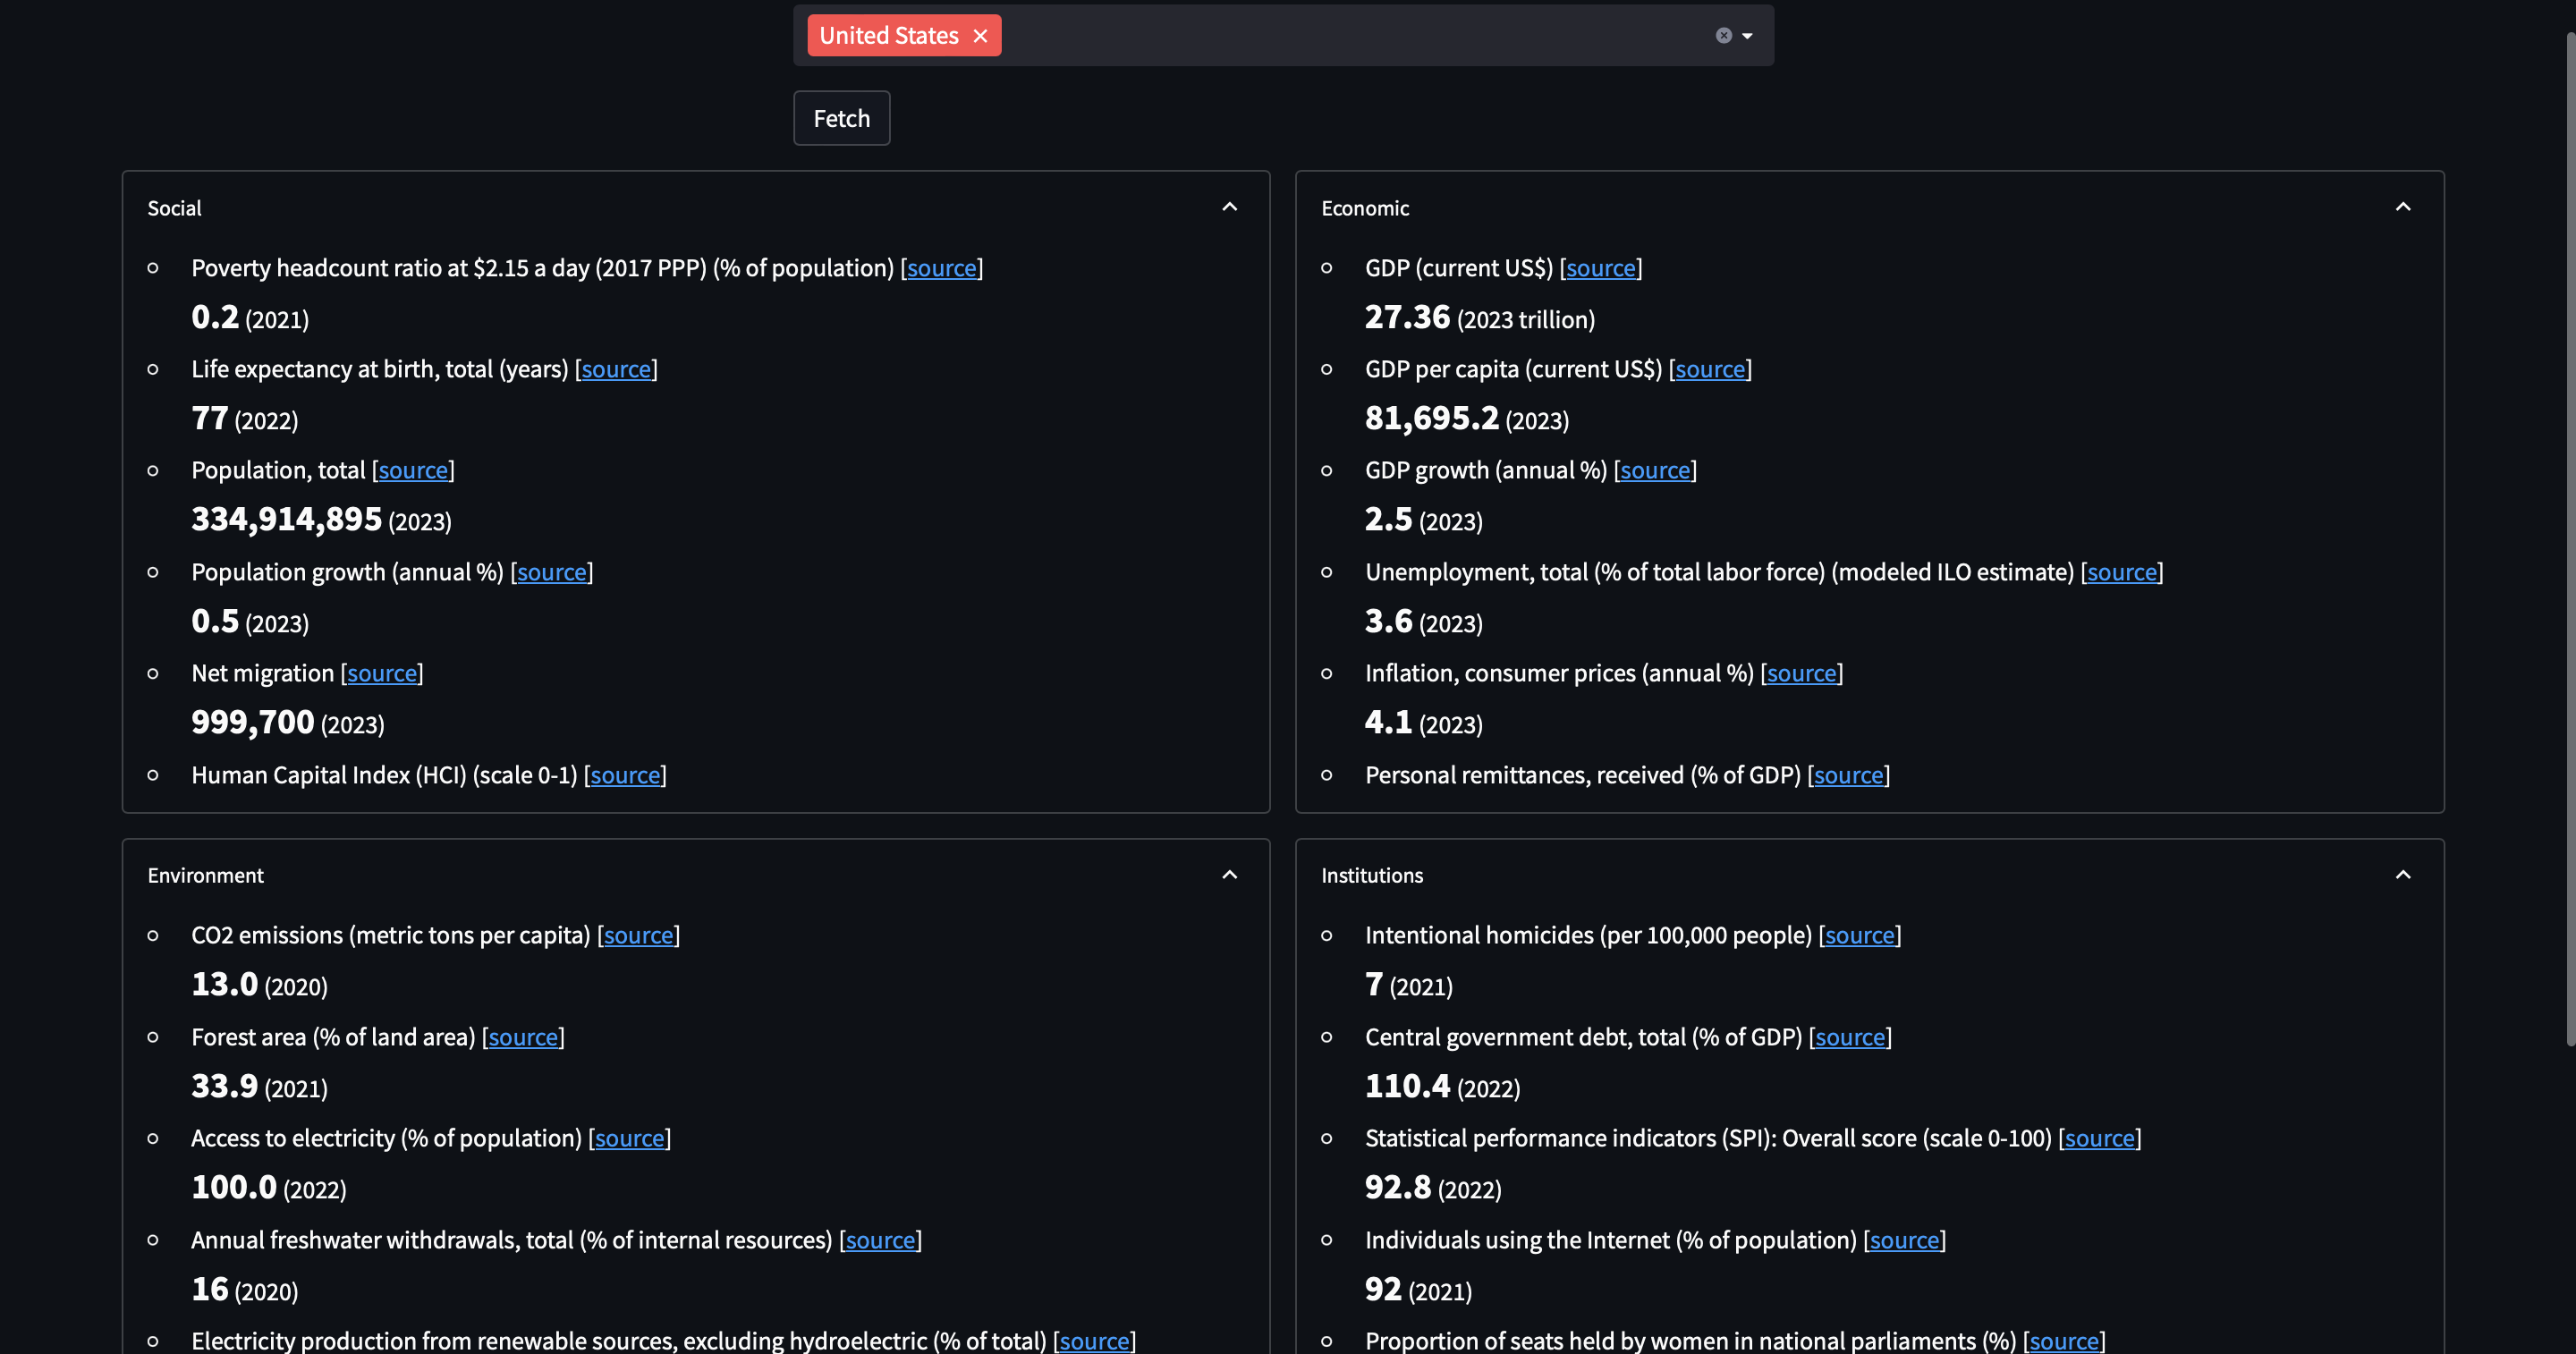 United States
Fetch
Social
Poverty headcount ratio at $2.15 a day (2017 PPP) (% of population) [source]
0.2 (2021)
Life expectancy at birth, total (years) [source]
77 (2022)
Population, total [source]
334,914,895 (2023)
Population growth (annual %) [source]
0.5 (2023)
Net migration [source]
999,700 (2023)
Human Capital Index (HCI) (scale 0-1) [source]
Economic
GDP (current US$) [source]
27.36 (2023 trillion)
GDP per capita (current US$) [source]
81,695.2 (2023)
GDP growth (annual %) [source]
2.5 (2023)
Unemployment, total (% of total labor force) (modeled ILO estimate) [source]
3.6 (2023)
Inflation, consumer prices (annual %) [source]
4.1 (2023)
Personal remittances, received (% of GDP) [source]
Environment
CO2 emissions (metric tons per capita) [source]
13.0 (2020)
Forest area (% of land area) [source]
33.9 (2021)
Access to electricity (% of population) [source]
100.0 (2022)
Annual freshwater withdrawals, total (% of internal resources) [source]
16 (2020)
Electricity production from renewable sources, excluding hydroelectric (% of total) [source]
Institutions
Intentional homicides (per 100,000 people) [source]
7 (2021)
Central government debt, total (% of GDP) [source]
110.4 (2022)
Statistical performance indicators (SPI): Overall score (scale 0-100) [source]
92.8 (2022)
Individuals using the Internet (% of population) [source]
92 (2021)
Proportion of seats held by women in national parliaments (%) [source]